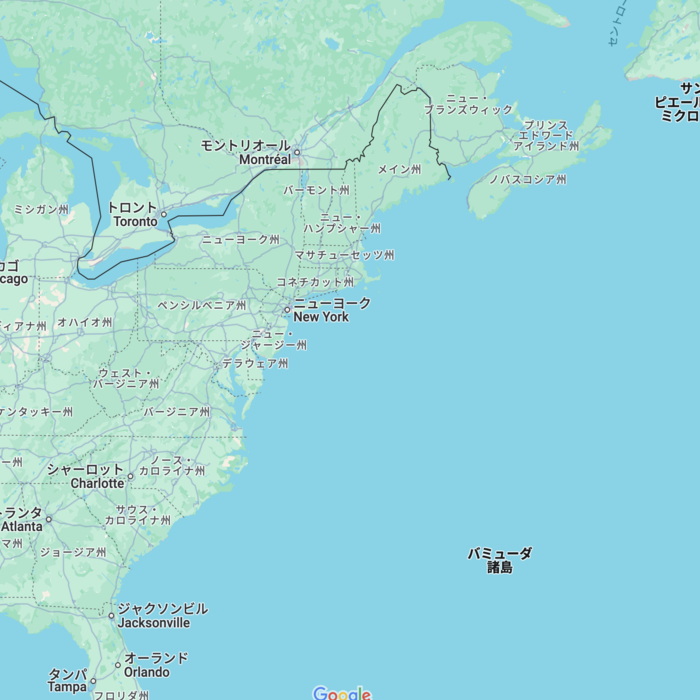 セントロー
サン
ピエール
ミクロ
ニュー・
ブランズウィック
プリンス
エドワード
アイランド州
モントリオール
Montréal
メイン州
ノバスコシア州
バーモント州
ミシガン州
トロント
Toronto
ニュー・
ハンプシャー州
ニューヨーク州
マサチューセッツ州
カゴ
cago
コネチカット州
ペンシルベニア州
ニューヨーク
New York
ィアナ州
オハイオ州
ニュー・
ジャージー州
デラウェア州
ウェスト・
バージニア州
ケンタッキー州
バージニア州
ー州
シャーロット
Charlotte
ノース・
カロライナ州
ーランタ
Atlanta
サウス・
カロライナ州
マ州
ジョージア州
バミューダ
諸島
ジャクソンビル
Jacksonville
オーランド
Orlando
タンパ
Tampa
フロリダ州
Google